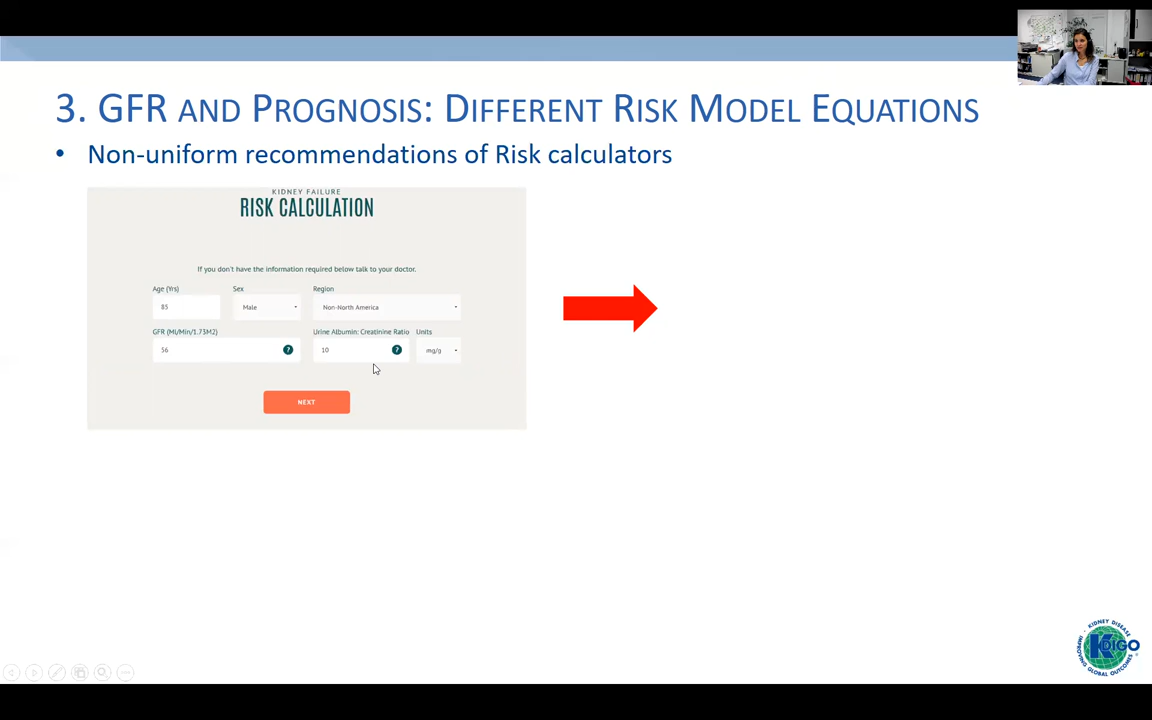 3. GFR AND PROGNOSIS: DIFFERENT RISK MODEL EQUATIONS
• Non-uniform recommendations of Risk calculators
KIDNEY FAILURE
RISK CALCULATION
If you don't have the information required below talk to your doctor.
Age (Yrs) Sex Region
85 Male Non-North America
GFR (Ml/Min/1.73M2) Urine Albumin: Creatinine Ratio Units
56 ? 10 ? mg/g
NEXT
KIDNEY DISEASE
KDIGO
IMPROVING GLOBAL OUTCOMES